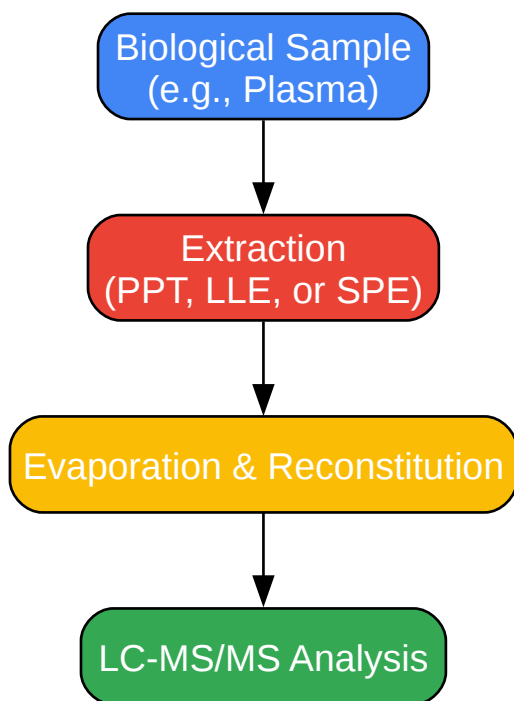 Biological Sample
(e.g., Plasma)
Extraction
(PPT, LLE, or SPE)
Evaporation & Reconstitution
LC-MS/MS Analysis